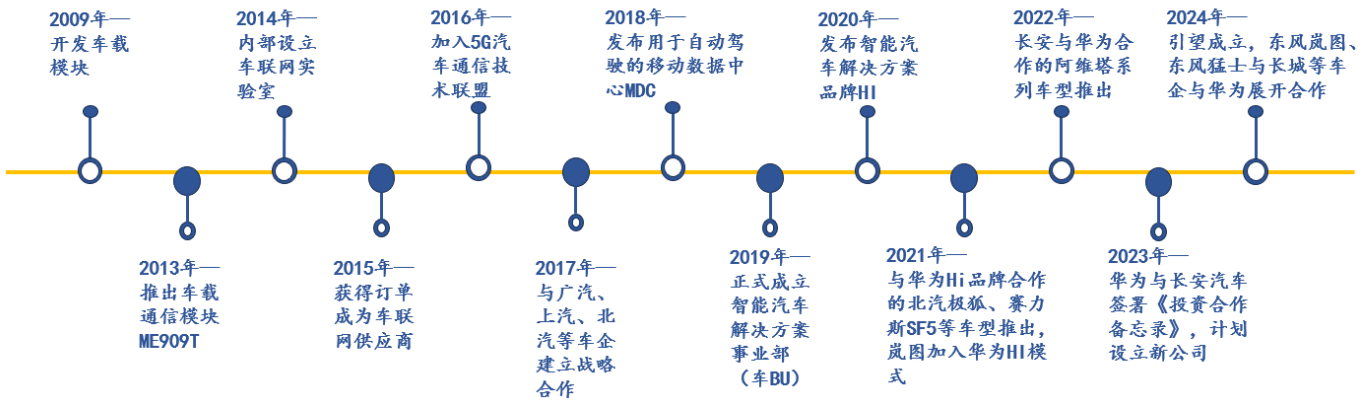 2009年—
开发车载
模块
2013年—
推出车载
通信模块
ME909T
2014年—
内部设立
车联网实
验室
2015年—
获得订单
成为车联
网供应商
2016年—
加入5G汽
车通信技
术联盟
2017年—
与广汽、
上汽、北
汽等车企
建立战略
合作
2018年—
发布用于自动驾
驶的移动数据中
心MDC
2019年—
正式成立
智能汽车
解决方案
事业部
（车BU）
2020年—
发布智能汽
车解决方案
品牌HI
2021年—
与华为Hi品牌合作
的北汽极狐、赛力
斯SF5等车型推出，
岚图加入华为HI模
式
2022年—
长安与华为合
作的阿维塔系
列车型推出
2023年—
华为与长安汽车
签署《投资合作
备忘录》，计划
设立新公司
2024年—
引望成立，东风岚图、
东风猛士与长城等车
企与华为展开合作